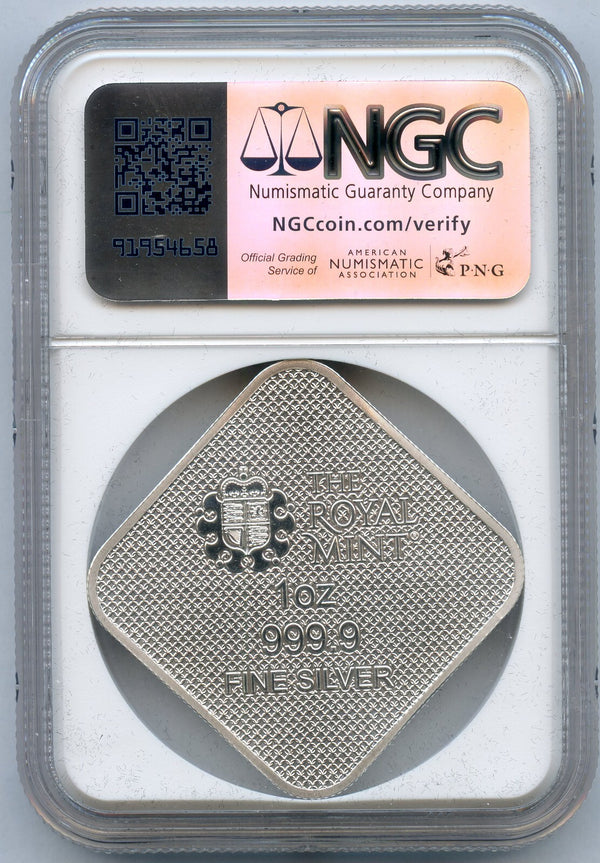 NGC
Numismatic Guaranty Company
NGCcoin.com/verify
91954658
Official Grading
Service of
AMERICAN
NUMISMATIC
ASSOCIATION
P·N·G
THE
ROYAL
MINT®
1oz
999.9
FINE SILVER